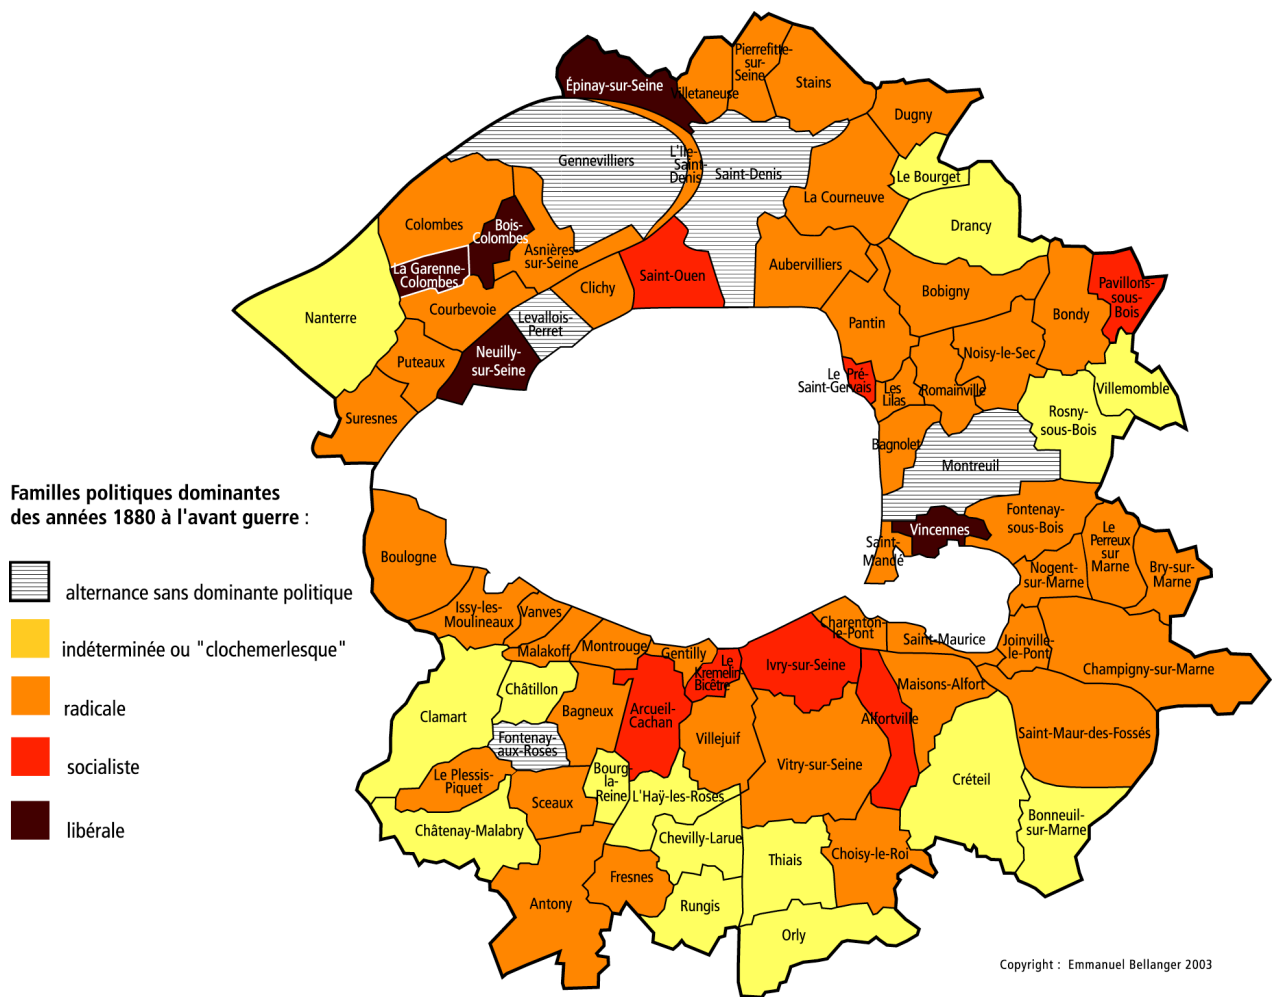 Pierrefitte-
sur-
Seine
Épinay-sur-Seine
Villetaneuse
Stains
Dugny
Gennevilliers
L'Ile-
Saint-
Denis
Saint-Denis
Le Bourget
La Courneuve
Colombes
Bois-
Colombes
Drancy
Asnières-
sur-Seine
La Garenne-
Colombes
Saint-Ouen
Aubervilliers
Clichy
Bobigny
Pavillons-
sous-
Bois
Nanterre
Courbevoie
Levallois-
Perret
Pantin
Bondy
Puteaux
Neuilly-
sur-Seine
Noisy-le-Sec
Le Pré-
Saint-Gervais
Les
Lilas
Romainville
Villemomble
Suresnes
Rosny-
sous-Bois
Bagnolet
Montreuil
Familles politiques dominantes
des années 1880 à l'avant guerre :
alternance sans dominante politique
indéterminée ou "clochemerlesque"
radicale
socialiste
libérale
Vincennes
Fontenay-
sous-Bois
Saint-
Mandé
Le
Perreux
sur
Marne
Boulogne
Nogent-
sur-Marne
Bry-sur-
Marne
Issy-les-
Moulineaux
Vanves
Malakoff
Montrouge
Gentilly
Le
Kremelin-
Bicêtre
Ivry-sur-Seine
Charenton-
le-Pont
Saint-Maurice
Joinville-
le-Pont
Champigny-sur-Marne
Châtillon
Maisons-Alfort
Clamart
Bagneux
Arcueil-
Cachan
Alfortville
Saint-Maur-des-Fossés
Fontenay-
aux-Roses
Villejuif
Vitry-sur-Seine
Le Plessis-
Piquet
Bourg-
la-
Reine
L'Haÿ-les-Roses
Créteil
Sceaux
Bonneuil-
sur-Marne
Châtenay-Malabry
Chevilly-Larue
Thiais
Choisy-le-Roi
Fresnes
Antony
Rungis
Orly
Copyright : Emmanuel Bellanger 2003